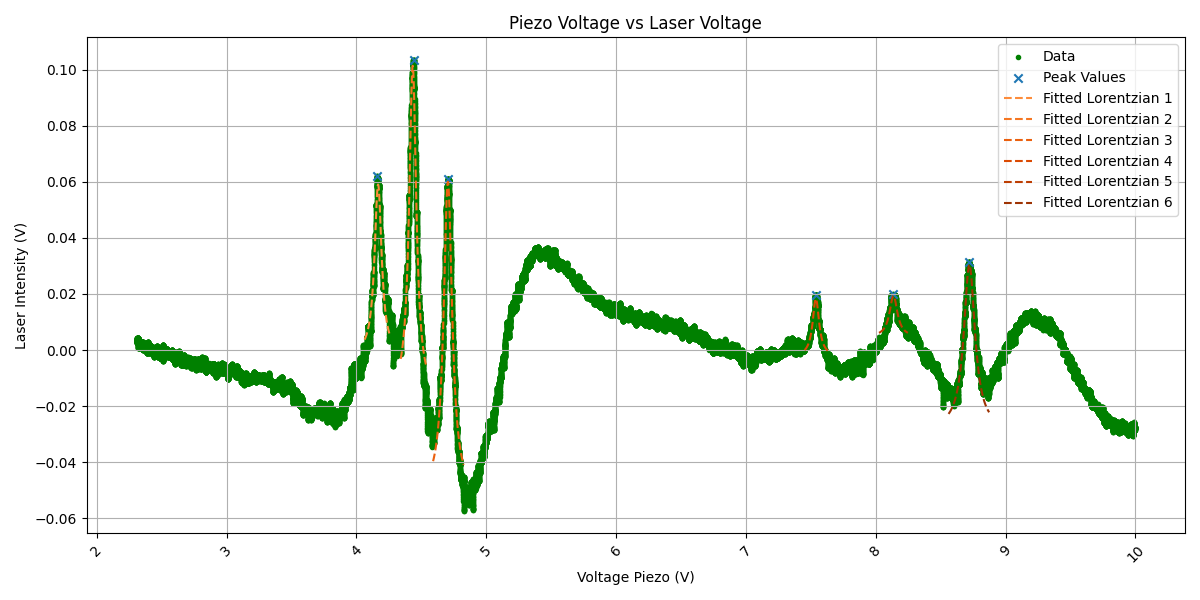 Piezo Voltage vs Laser Voltage
Data
Peak Values
Fitted Lorentzian 1
Fitted Lorentzian 2
Fitted Lorentzian 3
Fitted Lorentzian 4
Fitted Lorentzian 5
Fitted Lorentzian 6
Laser Intensity (V)
0.10
0.08
0.06
0.04
0.02
0.00
−0.02
−0.04
−0.06
2 3 4 5 6 7 8 9 10
Voltage Piezo (V)